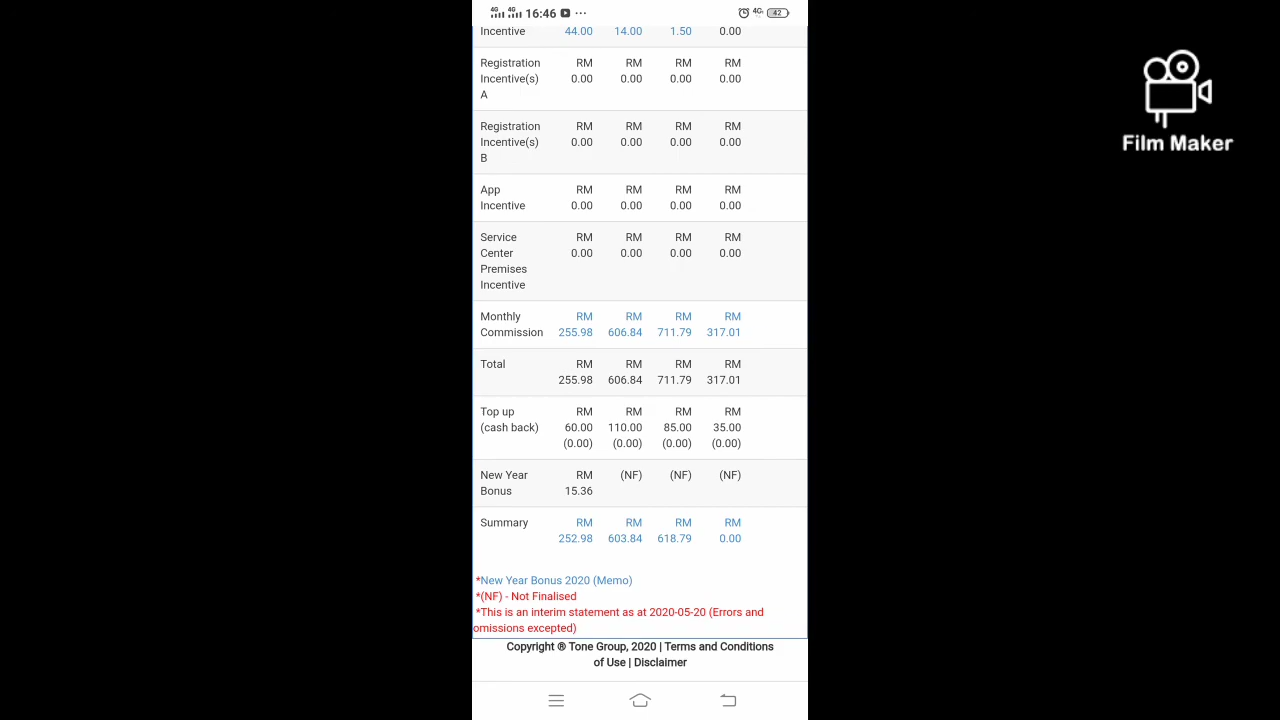 16:46
42
Incentive 44.00 14.00 1.50 0.00
Registration RM RM RM RM
Incentive(s) 0.00 0.00 0.00 0.00
A
Registration RM RM RM RM
Incentive(s) 0.00 0.00 0.00 0.00
B
App RM RM RM RM
Incentive 0.00 0.00 0.00 0.00
Service RM RM RM RM
Center 0.00 0.00 0.00 0.00
Premises
Incentive
Monthly RM RM RM RM
Commission 255.98 606.84 711.79 317.01
Total RM RM RM RM
255.98 606.84 711.79 317.01
Top up RM RM RM RM
(cash back) 60.00 110.00 85.00 35.00
(0.00) (0.00) (0.00) (0.00)
New Year RM (NF) (NF) (NF)
Bonus 15.36
Summary RM RM RM RM
252.98 603.84 618.79 0.00
*New Year Bonus 2020 (Memo)
*(NF) - Not Finalised
*This is an interim statement as at 2020-05-20 (Errors and
omissions excepted)
Copyright ® Tone Group, 2020 | Terms and Conditions
of Use | Disclaimer
Film Maker